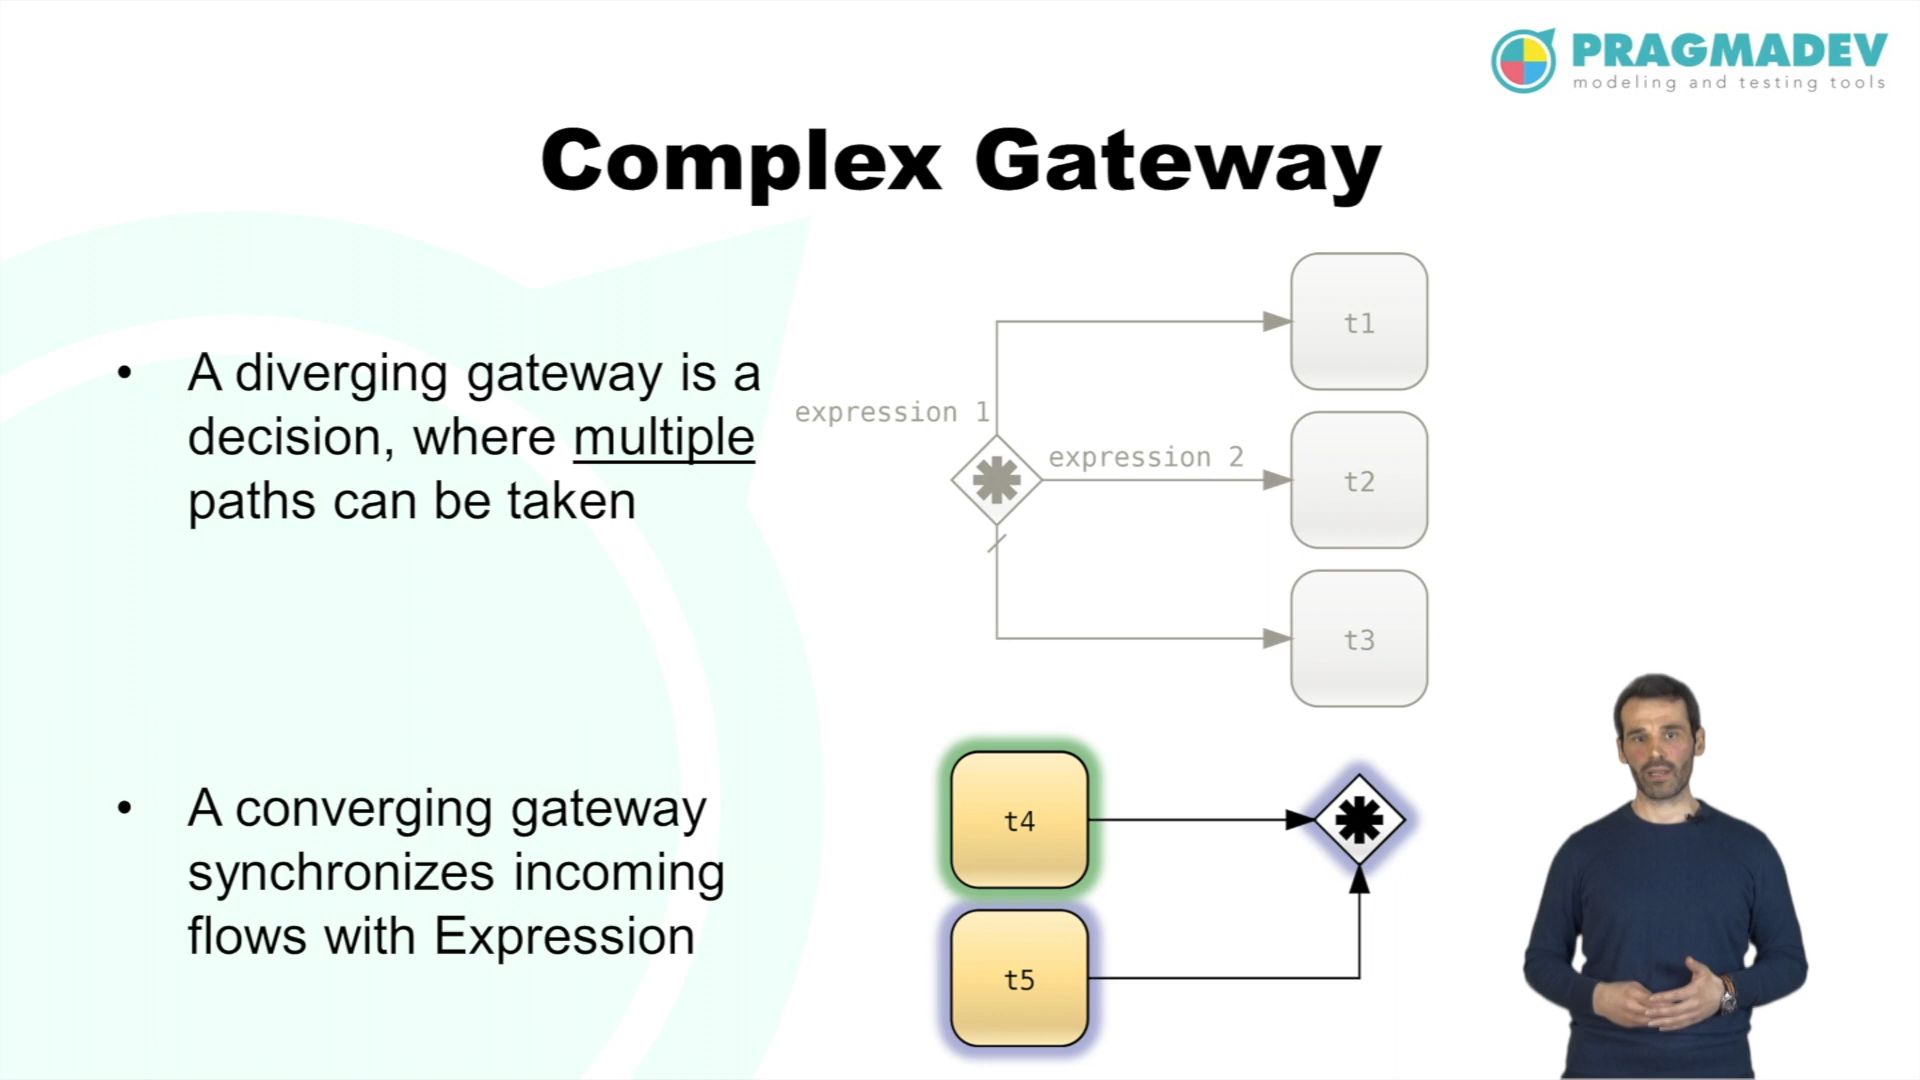 PRAGMADEV
modeling and testing tools
Complex Gateway
• A diverging gateway is a
decision, where multiple
paths can be taken
expression 1
expression 2
t1
t2
t3
• A converging gateway
synchronizes incoming
flows with Expression
t4
t5